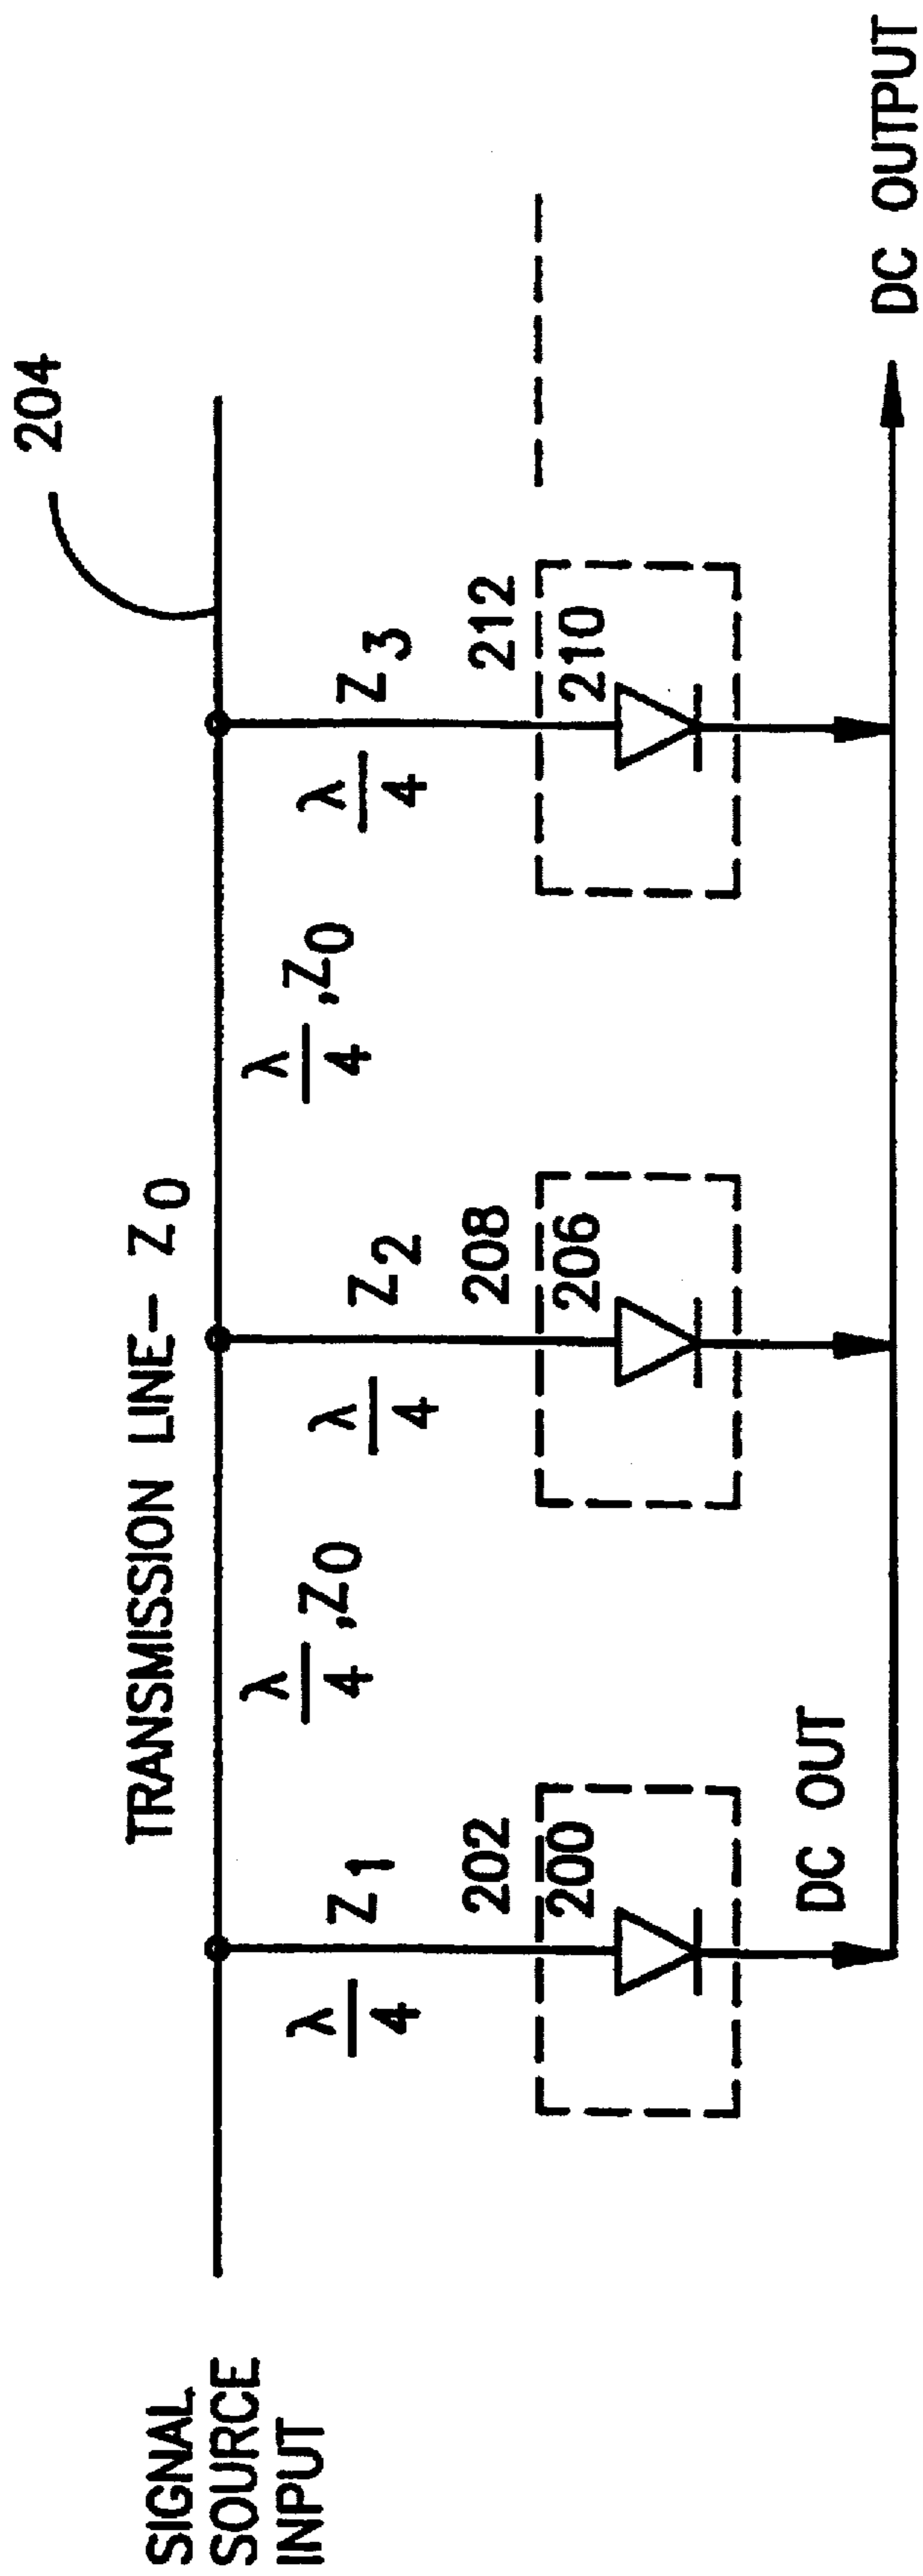 204
TRANSMISSION LINE– Z0
SIGNAL
SOURCE
INPUT
λ/4
Z1
λ/4 ,Z0
λ/4
Z2
λ/4 ,Z0
λ/4
Z3
202
200
208
206
212
210
DC OUT
DC OUTPUT